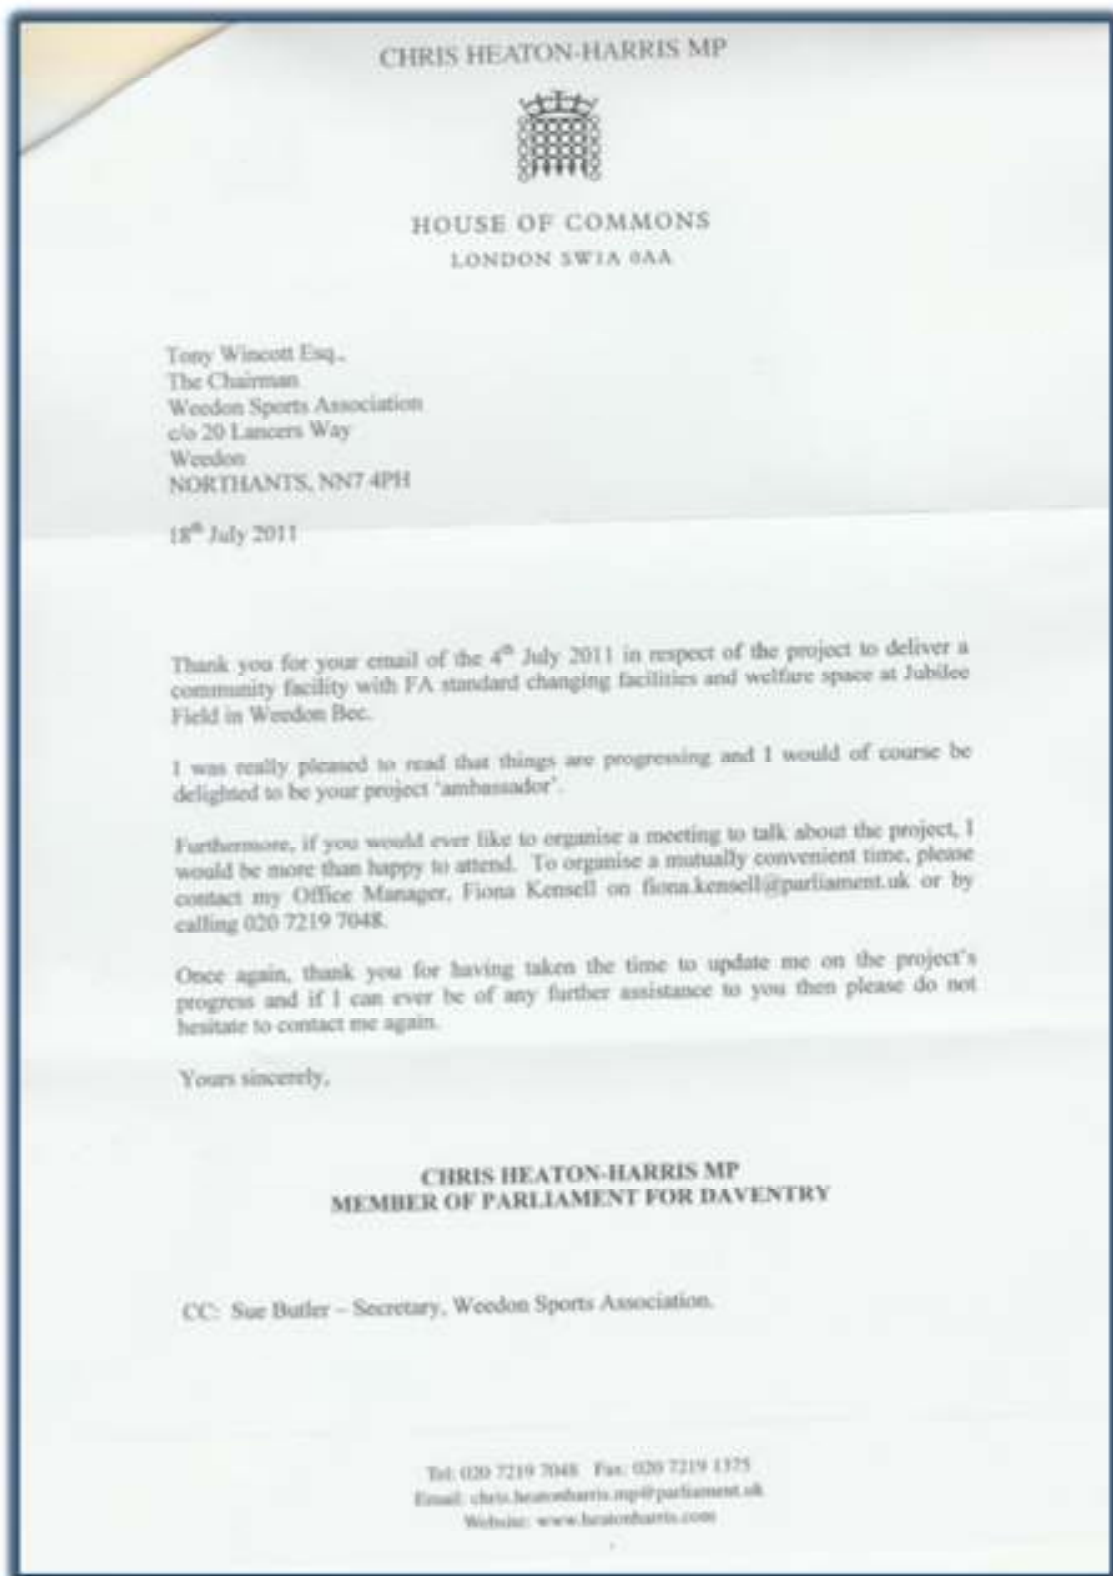 CHRIS HEATON-HARRIS MP
HOUSE OF COMMONS
LONDON SW1A 0AA
Tony Wincott Esq.,
The Chairman
Weedon Sports Association
c/o 20 Lancers Way
Weedon
NORTHANTS, NN7 4PH
18th July 2011
Thank you for your email of the 4th July 2011 in respect of the project to deliver a
community facility with FA standard changing facilities and welfare space at Jubilee
Field in Weedon Bec.
I was really pleased to read that things are progressing and I would of course be
delighted to be your project ‘ambassador’.
Furthermore, if you would ever like to organise a meeting to talk about the project, I
would be more than happy to attend.  To organise a mutually convenient time, please
contact my Office Manager, Fiona Kensell on fiona.kensell@parliament.uk or by
calling 020 7219 7048.
Once again, thank you for having taken the time to update me on the project’s
progress and if I can ever be of any further assistance to you then please do not
hesitate to contact me again.
Yours sincerely,
CHRIS HEATON-HARRIS MP
MEMBER OF PARLIAMENT FOR DAVENTRY
CC:  Sue Butler – Secretary, Weedon Sports Association.
Tel: 020 7219 7048   Fax: 020 7219 1375
Email: chris.heatonharris.mp@parliament.uk
Website: www.heatonharris.com